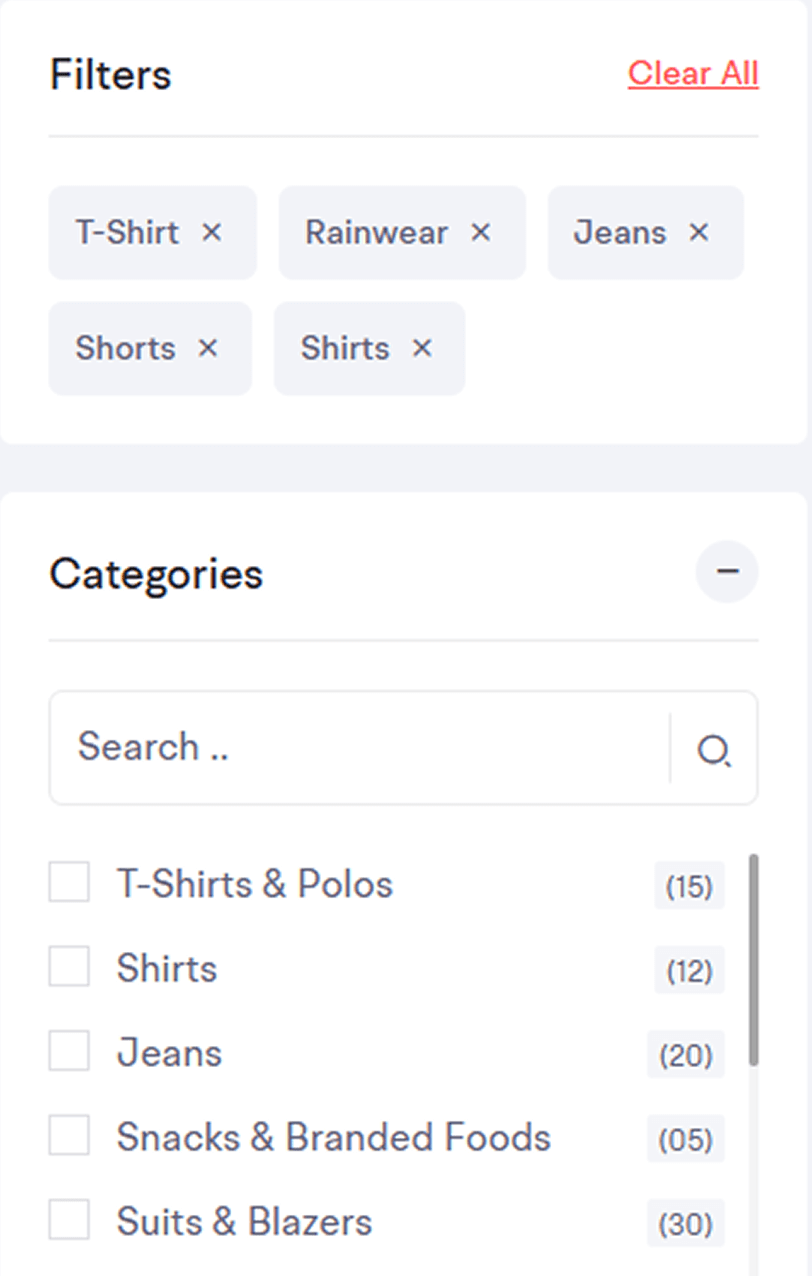 Filters Clear All
T-Shirt × Rainwear × Jeans ×
Shorts × Shirts ×
Categories
Search ..
T-Shirts & Polos (15)
Shirts (12)
Jeans (20)
Snacks & Branded Foods (05)
Suits & Blazers (30)